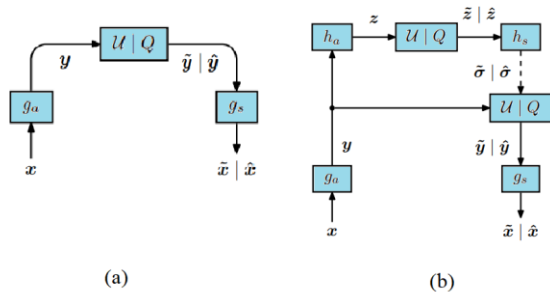 𝒰 | Q
y
ỹ | ŷ
g_a
g_s
x
x̃ | x̂
(a)
z
z̃ | ẑ
h_a
𝒰 | Q
h_s
σ̃ | σ̂
𝒰 | Q
y
ỹ | ŷ
g_a
g_s
x
x̃ | x̂
(b)